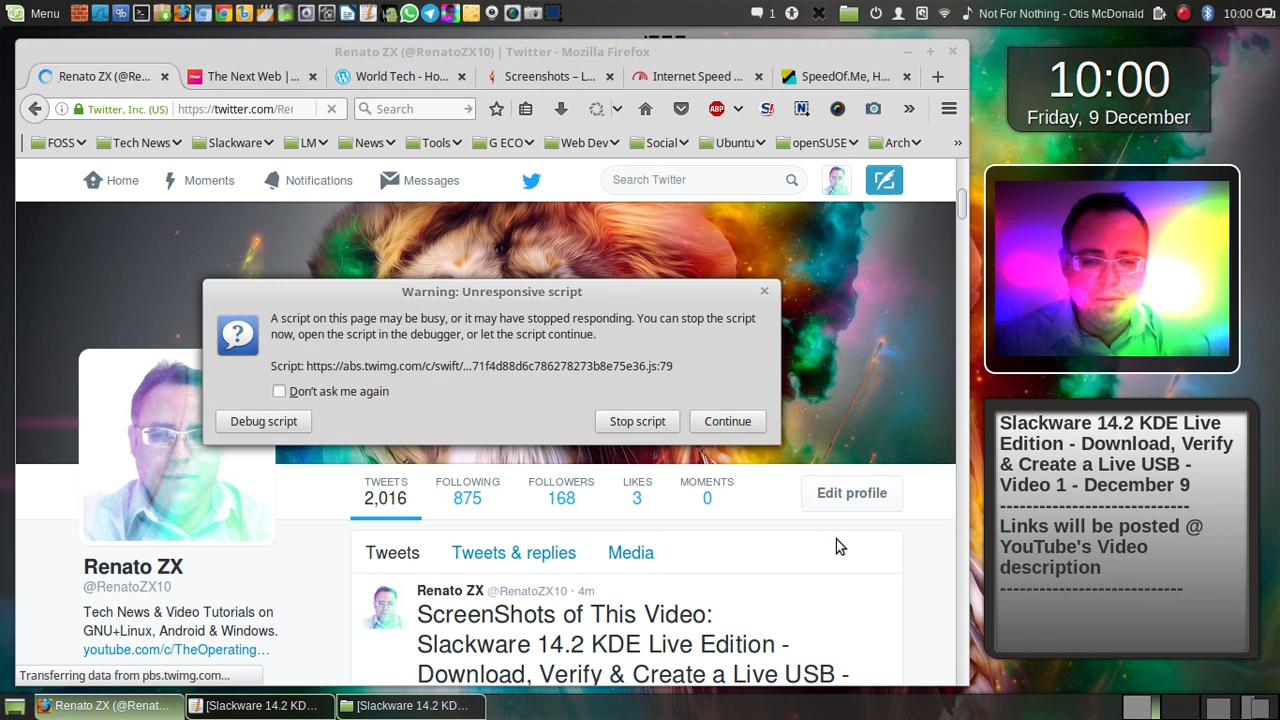 Menu
1
Not For Nothing - Otis McDonald
10:00
Renato ZX (@RenatoZX10) | Twitter - Mozilla Firefox
Renato ZX (@Re...
The Next Web |...
World Tech - Ho...
Screenshots – L...
Internet Speed ...
SpeedOf.Me, H...
Twitter, Inc. (US)
https://twitter.com/Rer
Search
ABP
FOSS
Tech News
Slackware
LM
News
Tools
G ECO
Web Dev
Social
Ubuntu
openSUSE
Arch
Home
Moments
Notifications
Messages
Search Twitter
Warning: Unresponsive script
A script on this page may be busy, or it may have stopped responding. You can stop the script
now, open the script in the debugger, or let the script continue.
Script: https://abs.twimg.com/c/swift/...71f4d88d6c786278273b8e75e36.js:79
Don't ask me again
Debug script
Stop script
Continue
TWEETS
2,016
FOLLOWING
875
FOLLOWERS
168
LIKES
3
MOMENTS
0
Edit profile
Tweets
Tweets & replies
Media
Renato ZX
@RenatoZX10
Tech News & Video Tutorials on
GNU+Linux, Android & Windows.
youtube.com/c/TheOperating...
Renato ZX @RenatoZX10 · 4m
ScreenShots of This Video:
Slackware 14.2 KDE Live Edition -
Download, Verify & Create a Live USB -
Transferring data from pbs.twimg.com...
10:00
Friday, 9 December
Slackware 14.2 KDE Live
Edition - Download, Verify
& Create a Live USB -
Video 1 - December 9
----------------------------
Links will be posted @
YouTube's Video
description
---------------------------
Renato ZX (@Renat...
[Slackware 14.2 KD...
[Slackware 14.2 KD...